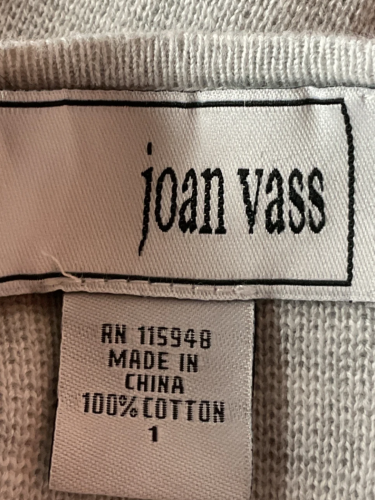 joan vass
RN 115948
MADE IN
CHINA
100% COTTON
1